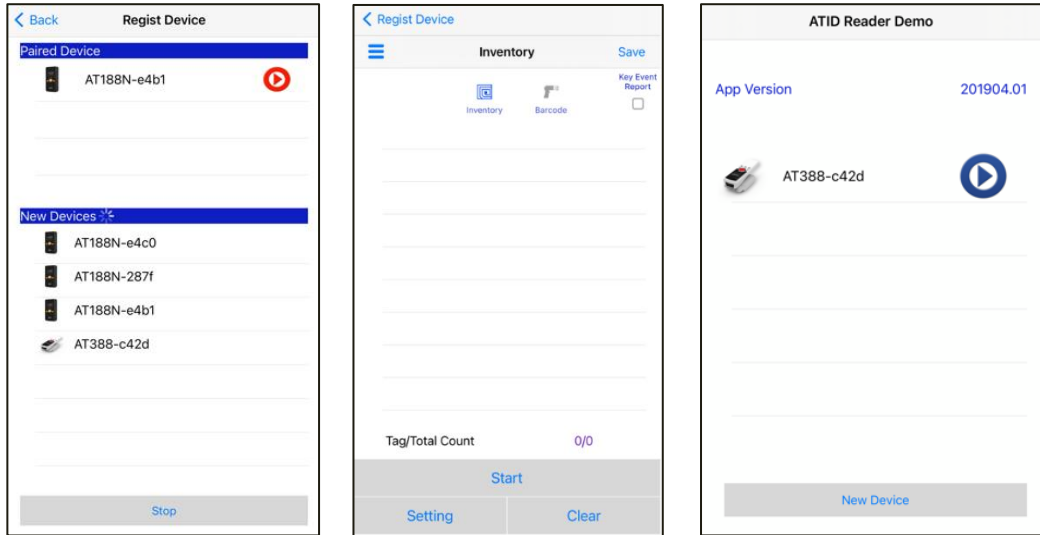 Back Regist Device
Paired Device
AT188N-e4b1
New Devices
AT188N-e4c0
AT188N-287f
AT188N-e4b1
AT388-c42d
Stop
Regist Device
Inventory Save
Key Event
Report
Inventory Barcode
Tag/Total Count 0/0
Start
Setting Clear
ATID Reader Demo
App Version 201904.01
AT388-c42d
New Device